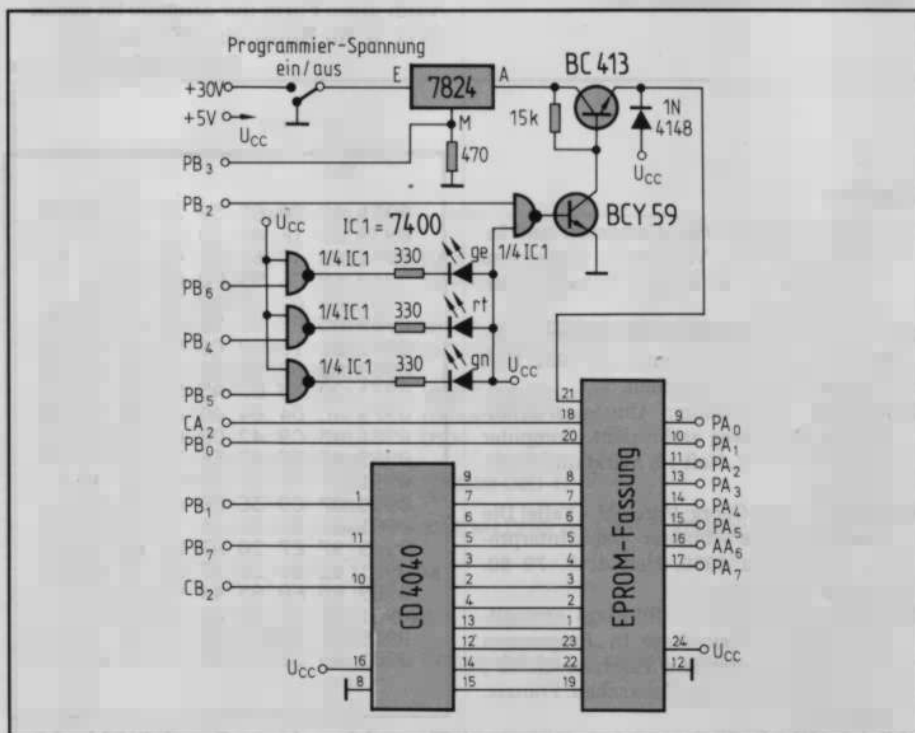 Programmier-Spannung
ein/aus
E 7824 A
BC 413
+30V
+5V
UCC
M
15k
1N
4148
470
UCC
PB3
PB2
UCC
IC1 = 7400
BCY 59
1/4 IC1 330 ge 1/4 IC1
PB6
1/4 IC1 330 rt
PB4
1/4 IC1 330 gn UCC
PB5
CA2
PB0
21
18
20
9 PA0
10 PA1
11 PA2
12 PA3
14 PA4
15 PA5
16 AA6
17 PA7
PB1 1
PB7 11
CB2 10
UCC 16
8
CD 4040
9 8
7 7
6 6
5 5
3 4
2 3
4 2
13 1
12 23
14 22
15 19
EPROM-Fassung
24 UCC
12